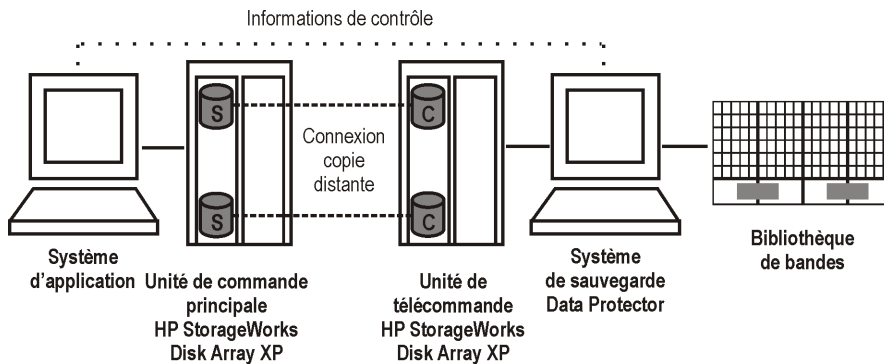 Informations de contrôle
S
C
Connexion
copie
distante
S
C
Système
d'application
Unité de commande
principale
HP StorageWorks
Disk Array XP
Unité de
télécommande
HP StorageWorks
Disk Array XP
Système
de sauvegarde
Data Protector
Bibliothèque
de bandes